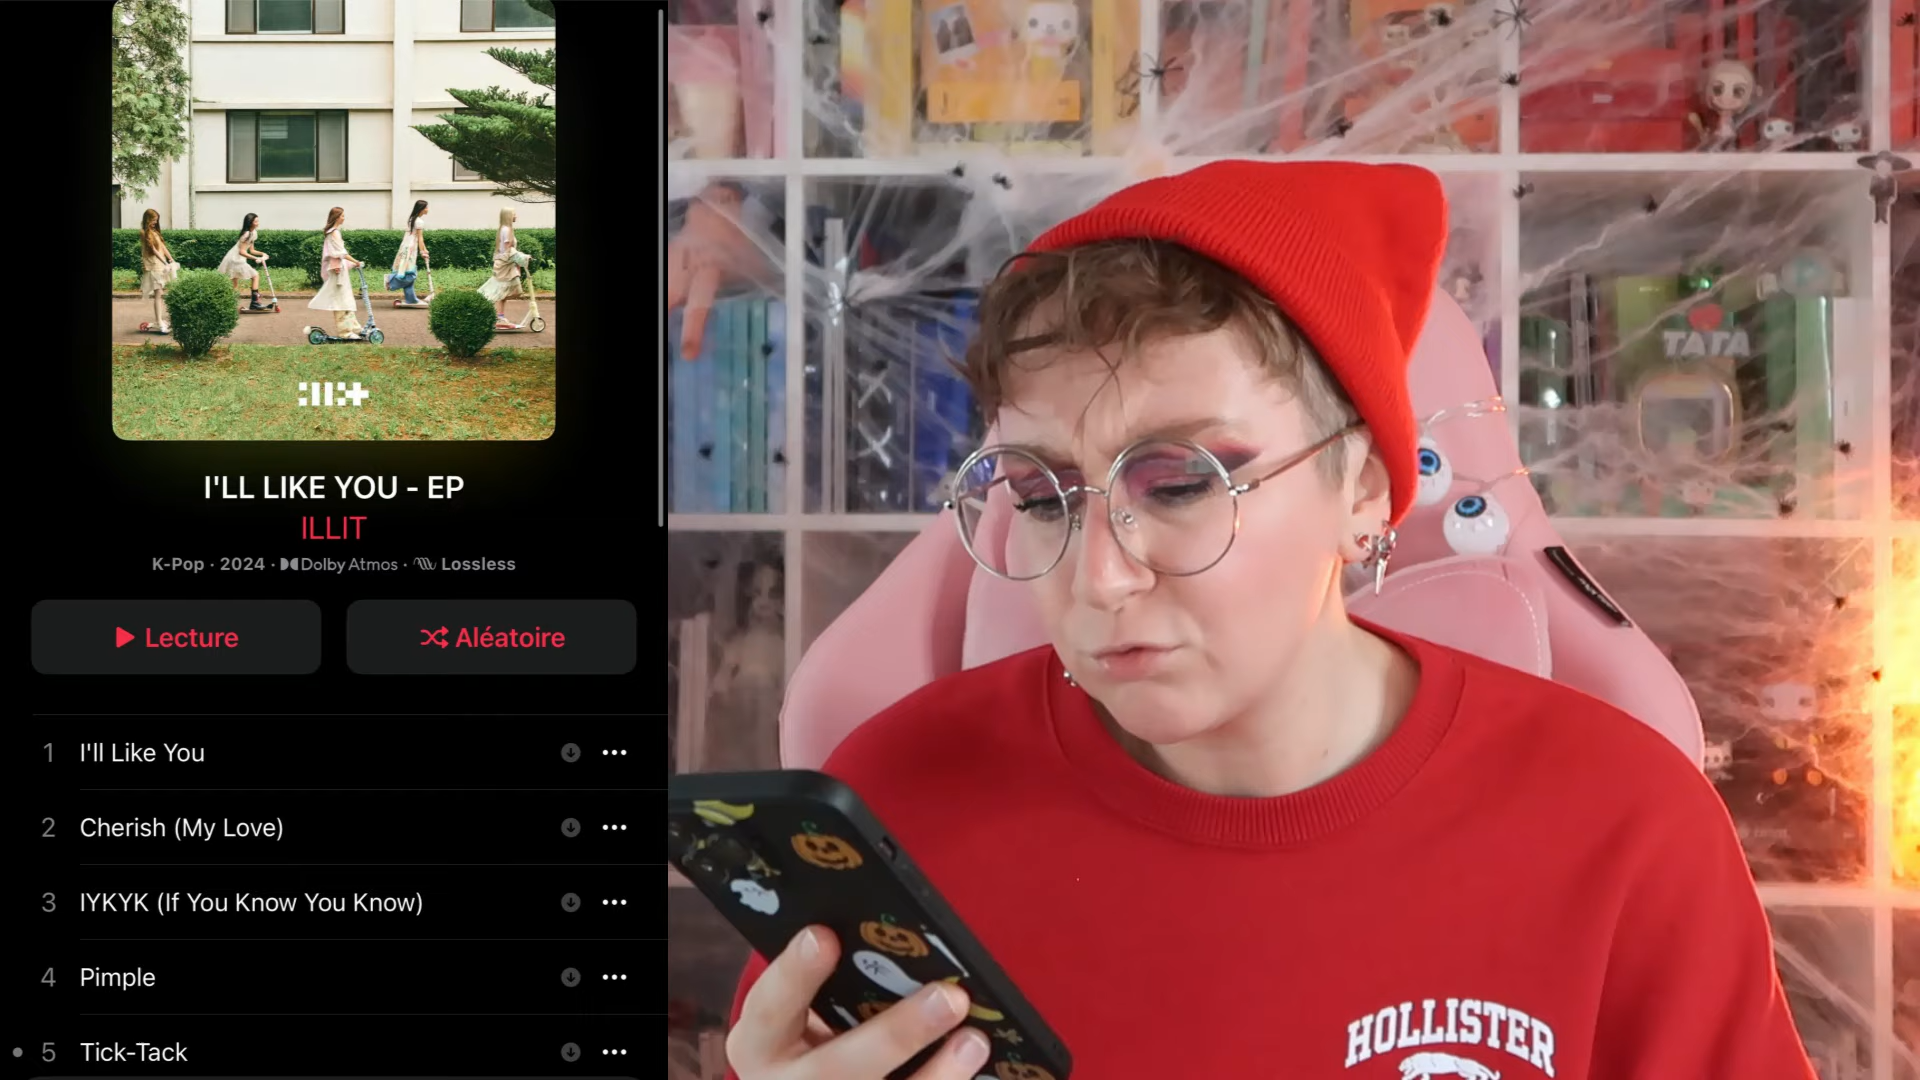 I'LL LIKE YOU - EP
ILLIT
K-Pop · 2024 · Dolby Atmos · Lossless
Lecture
Aléatoire
1 I'll Like You
2 Cherish (My Love)
3 IYKYK (If You Know You Know)
4 Pimple
5 Tick-Tack
TATA
HOLLISTER